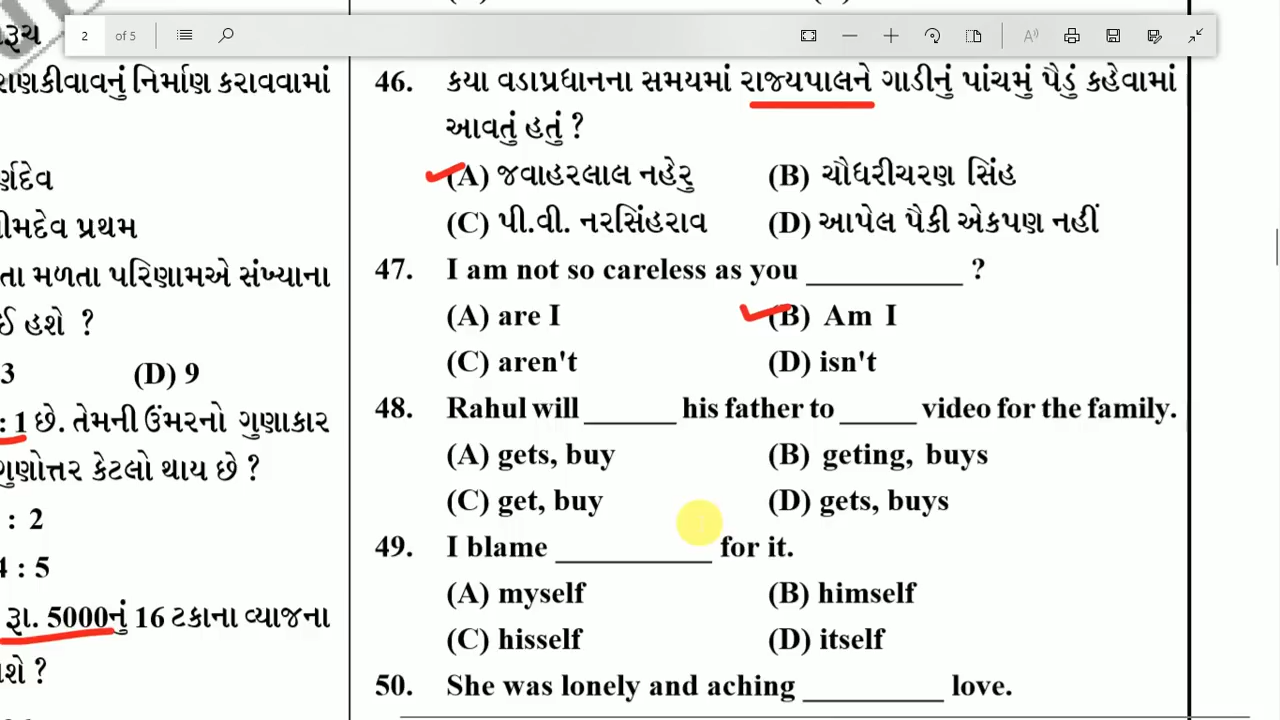 2 of 5
રૂચ
રાણકીવાવનું નિર્માણ કરાવવામાં
ર્ણદેવ
ીમદેવ પ્રથમ
તા મળતા પરિણામએ સંખ્યાના
ઈ હશે ?
3 (D) 9
: 1 છે. તેમની ઉંમરનો ગુણાકાર
ગુણોત્તર કેટલો થાય છે ?
: 2
4 : 5
રૂા. 5000નું 16 ટકાના વ્યાજના
શે ?
46. કયા વડાપ્રધાનના સમયમાં રાજ્યપાલને ગાડીનું પાંચમું પૈડું કહેવામાં
આવતું હતું ?
(A) જવાહરલાલ નહેરુ (B) ચૌધરીચરણ સિંહ
(C) પી.વી. નરસિંહરાવ (D) આપેલ પૈકી એકપણ નહીં
47. I am not so careless as you __________ ?
(A) are I (B) Am I
(C) aren't (D) isn't
48. Rahul will ______ his father to _____ video for the family.
(A) gets, buy (B) geting, buys
(C) get, buy (D) gets, buys
49. I blame __________ for it.
(A) myself (B) himself
(C) hisself (D) itself
50. She was lonely and aching _________ love.